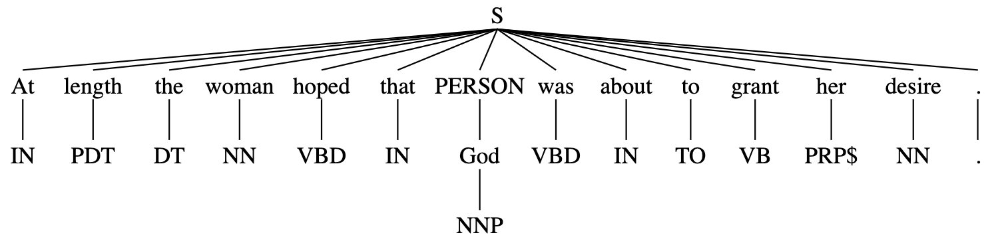 S
At length the woman hoped that PERSON was about to grant her desire .
IN PDT DT NN VBD IN God VBD IN TO VB PRP$ NN .
NNP